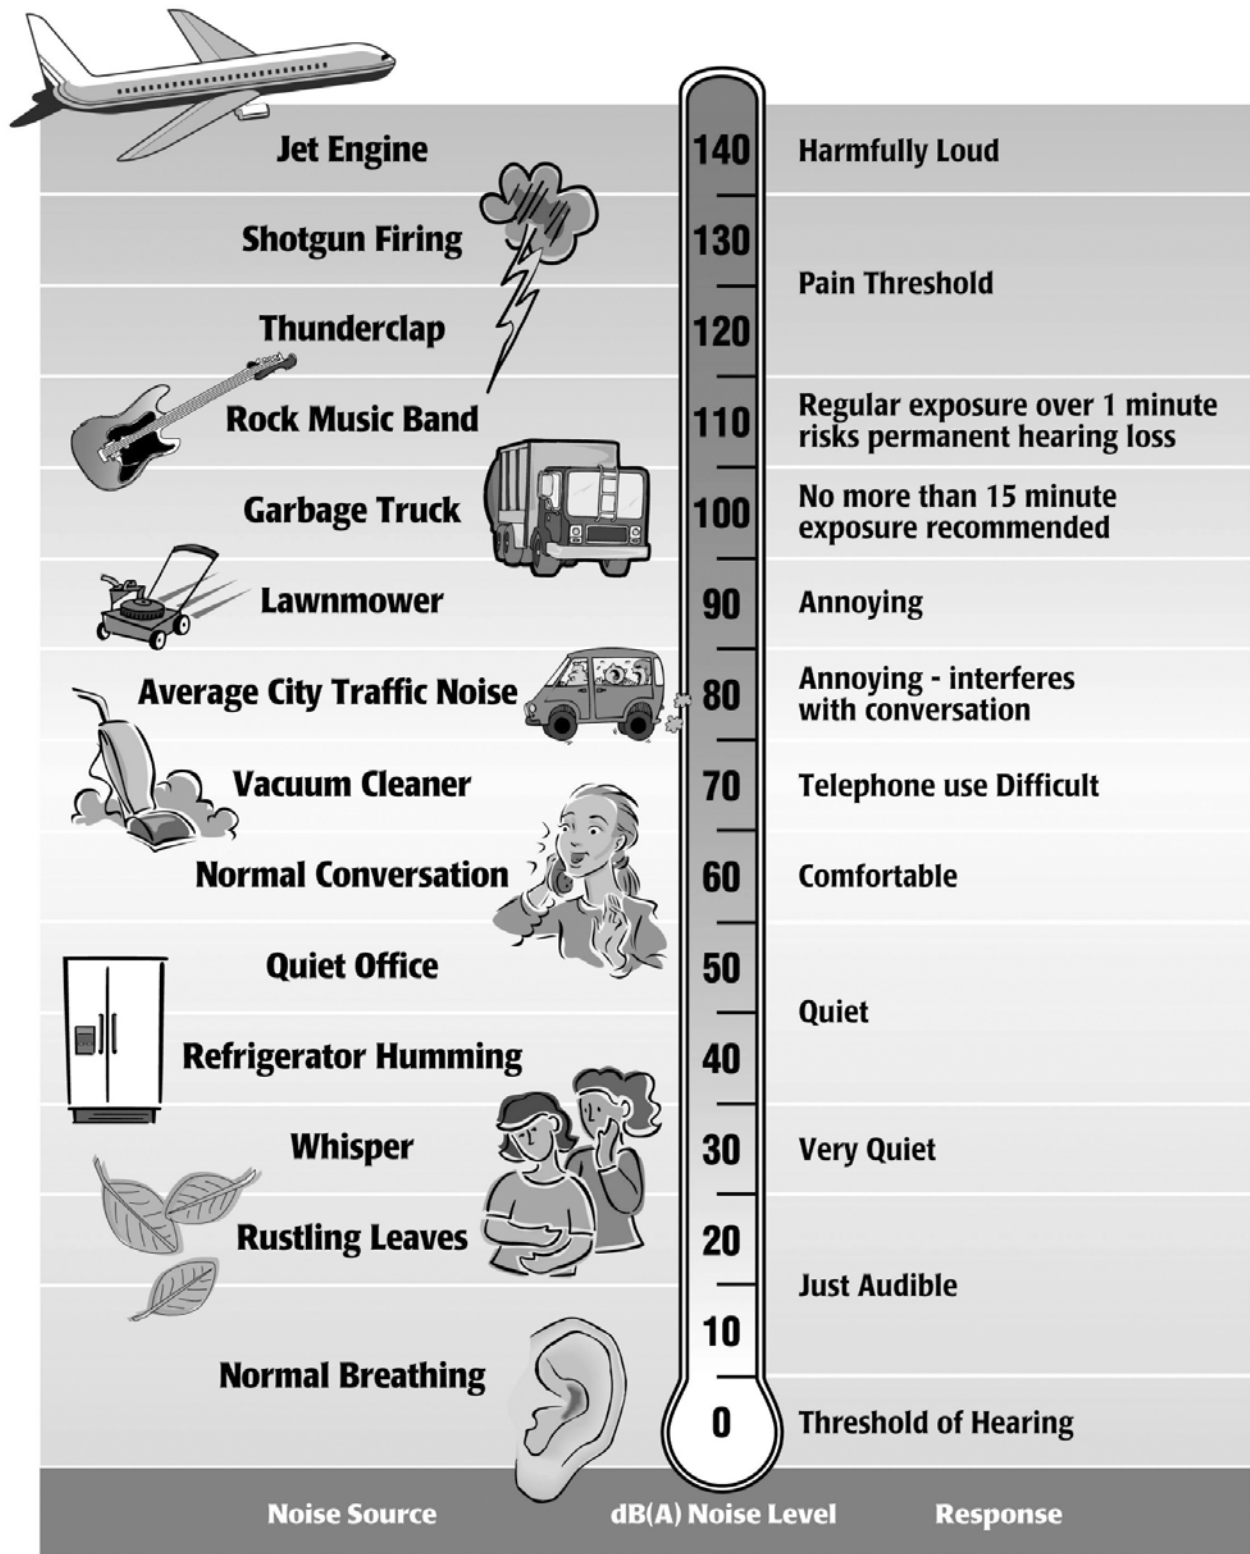 Jet Engine
140
Harmfully Loud
Shotgun Firing
130
Pain Threshold
Thunderclap
120
Rock Music Band
110
Regular exposure over 1 minute
risks permanent hearing loss
Garbage Truck
100
No more than 15 minute
exposure recommended
Lawnmower
90
Annoying
Average City Traffic Noise
80
Annoying - interferes
with conversation
Vacuum Cleaner
70
Telephone use Difficult
Normal Conversation
60
Comfortable
Quiet Office
50
Quiet
Refrigerator Humming
40
Whisper
30
Very Quiet
Rustling Leaves
20
Just Audible
10
Normal Breathing
0
Threshold of Hearing
Noise Source
dB(A) Noise Level
Response